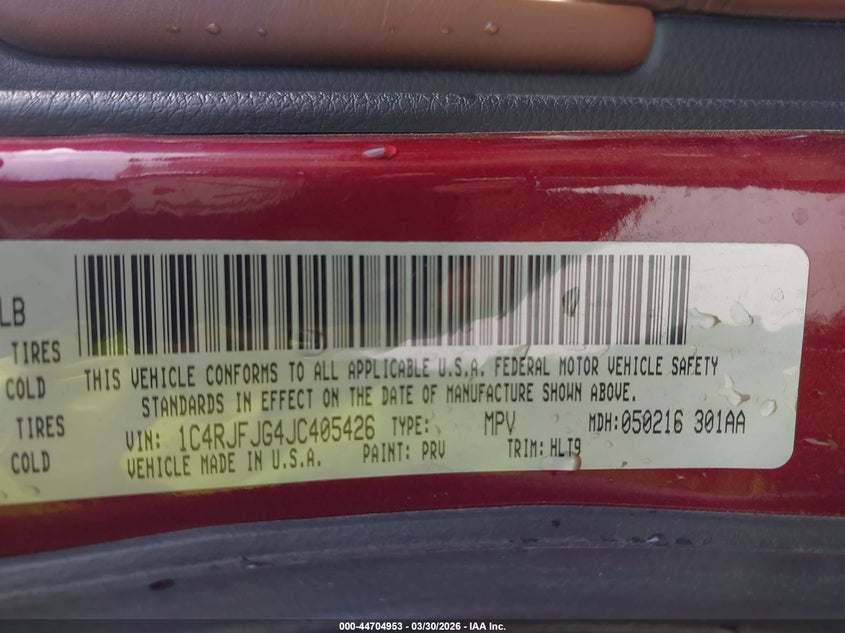 LB
TIRES
COLD
TIRES
COLD
THIS VEHICLE CONFORMS TO ALL APPLICABLE U.S.A. FEDERAL MOTOR VEHICLE SAFETY
STANDARDS IN EFFECT ON THE DATE OF MANUFACTURE SHOWN ABOVE.
VIN: 1C4RJFJG4JC405426 TYPE: MPV MDH:050216 301AA
VEHICLE MADE IN U.S.A. PAINT: PRV TRIM: HLT9
000-44704953 - 03/30/2026 - IAA Inc.